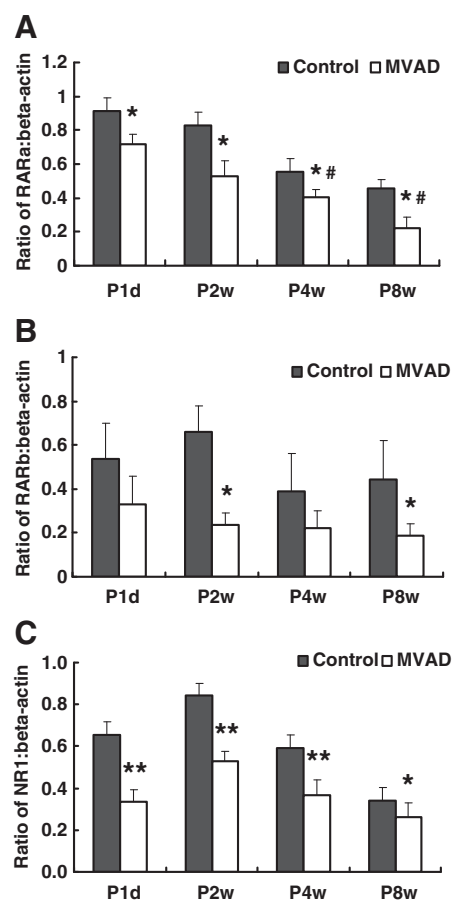 A
Control MVAD
Ratio of RARa:beta-actin
1.2
1
0.8
0.6
0.4
0.2
0
*
*
* #
* #
P1d P2w P4w P8w
B
Control MVAD
Ratio of RARb:beta-actin
1
0.8
0.6
0.4
0.2
0
*
*
P1d P2w P4w P8w
C
Control MVAD
Ratio of NR1:beta-actin
1.0
0.8
0.6
0.4
0.2
0.0
**
**
**
*
P1d P2w P4w P8w